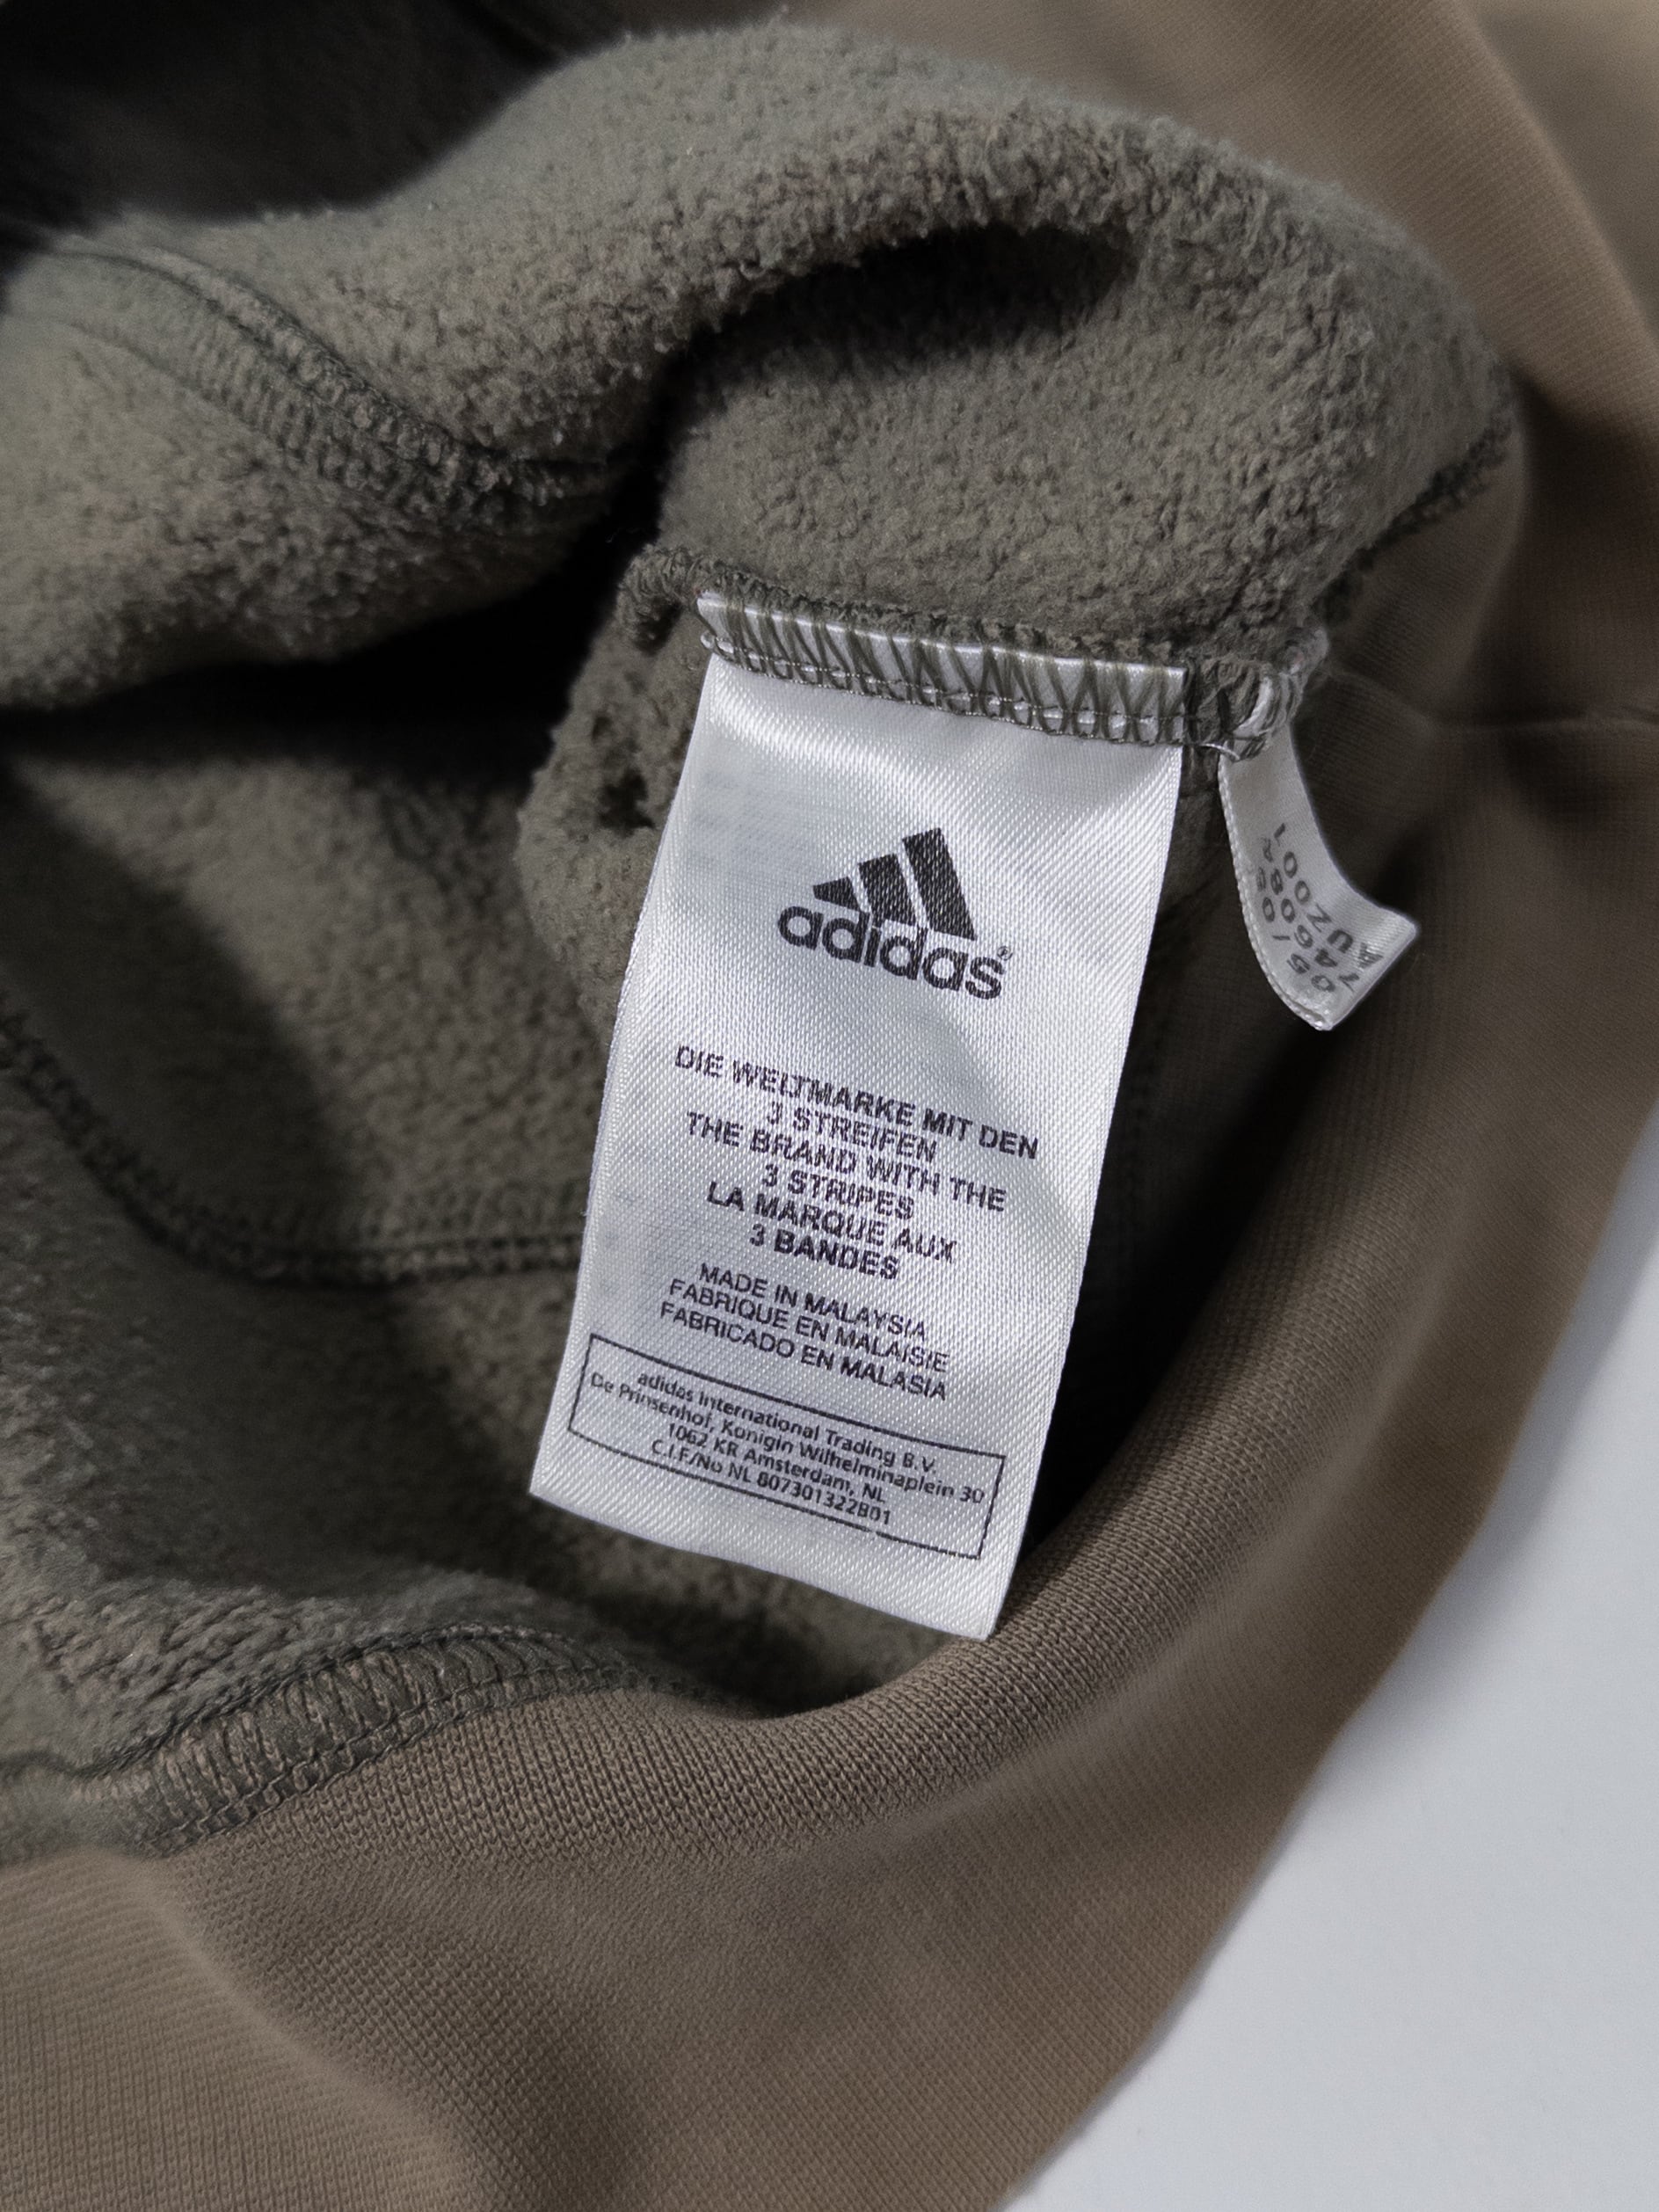 adidas®
DIE WELTMARKE MIT DEN
3 STREIFEN
THE BRAND WITH THE
3 STRIPES
LA MARQUE AUX
3 BANDES
MADE IN MALAYSIA
FABRIQUE EN MALAISIE
FABRICADO EN MALASIA
adidas International Trading B.V.
De Prinsenhof, Konigin Wilhelminaplein 30
1062 KR Amsterdam, NL
C.I.F/No NL 807301322B01